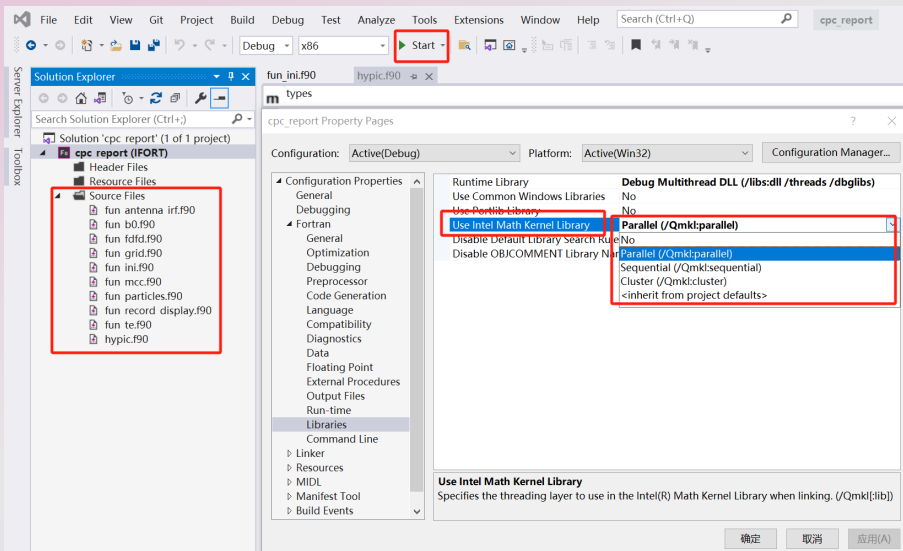 File Edit View Git Project Build Debug Test Analyze Tools Extensions Window Help Search (Ctrl+Q) cpc_report
Debug x86 Start
Server Explorer
Toolbox
Solution Explorer
Search Solution Explorer (Ctrl+;)
Solution 'cpc_report' (1 of 1 project)
cpc_report (IFORT)
Header Files
Resource Files
Source Files
fun_antenna_irf.f90
fun_b0.f90
fun_fdfd.f90
fun_grid.f90
fun_ini.f90
fun_mcc.f90
fun_particles.f90
fun_record_display.f90
fun_te.f90
hypic.f90
fun_ini.f90 hypic.f90
types
cpc_report Property Pages
Configuration: Active(Debug) Platform: Active(Win32) Configuration Manager...
Configuration Properties
General
Debugging
Fortran
General
Optimization
Debugging
Preprocessor
Code Generation
Language
Compatibility
Diagnostics
Data
Floating Point
External Procedures
Output Files
Run-time
Libraries
Command Line
Linker
Resources
MIDL
Manifest Tool
Build Events
Runtime Library Debug Multithread DLL (/libs:dll /threads /dbglibs)
Use Common Windows Libraries No
Use Portlib Library No
Use Intel Math Kernel Library Parallel (/Qmkl:parallel)
Disable Default Library Search Rule
Disable OBJCOMMENT Library Nar
No
Parallel (/Qmkl:parallel)
Sequential (/Qmkl:sequential)
Cluster (/Qmkl:cluster)
<inherit from project defaults>
Use Intel Math Kernel Library
Specifies the threading layer to use in the Intel(R) Math Kernel Library when linking. (/Qmkl[:lib])
确定 取消 应用(A)